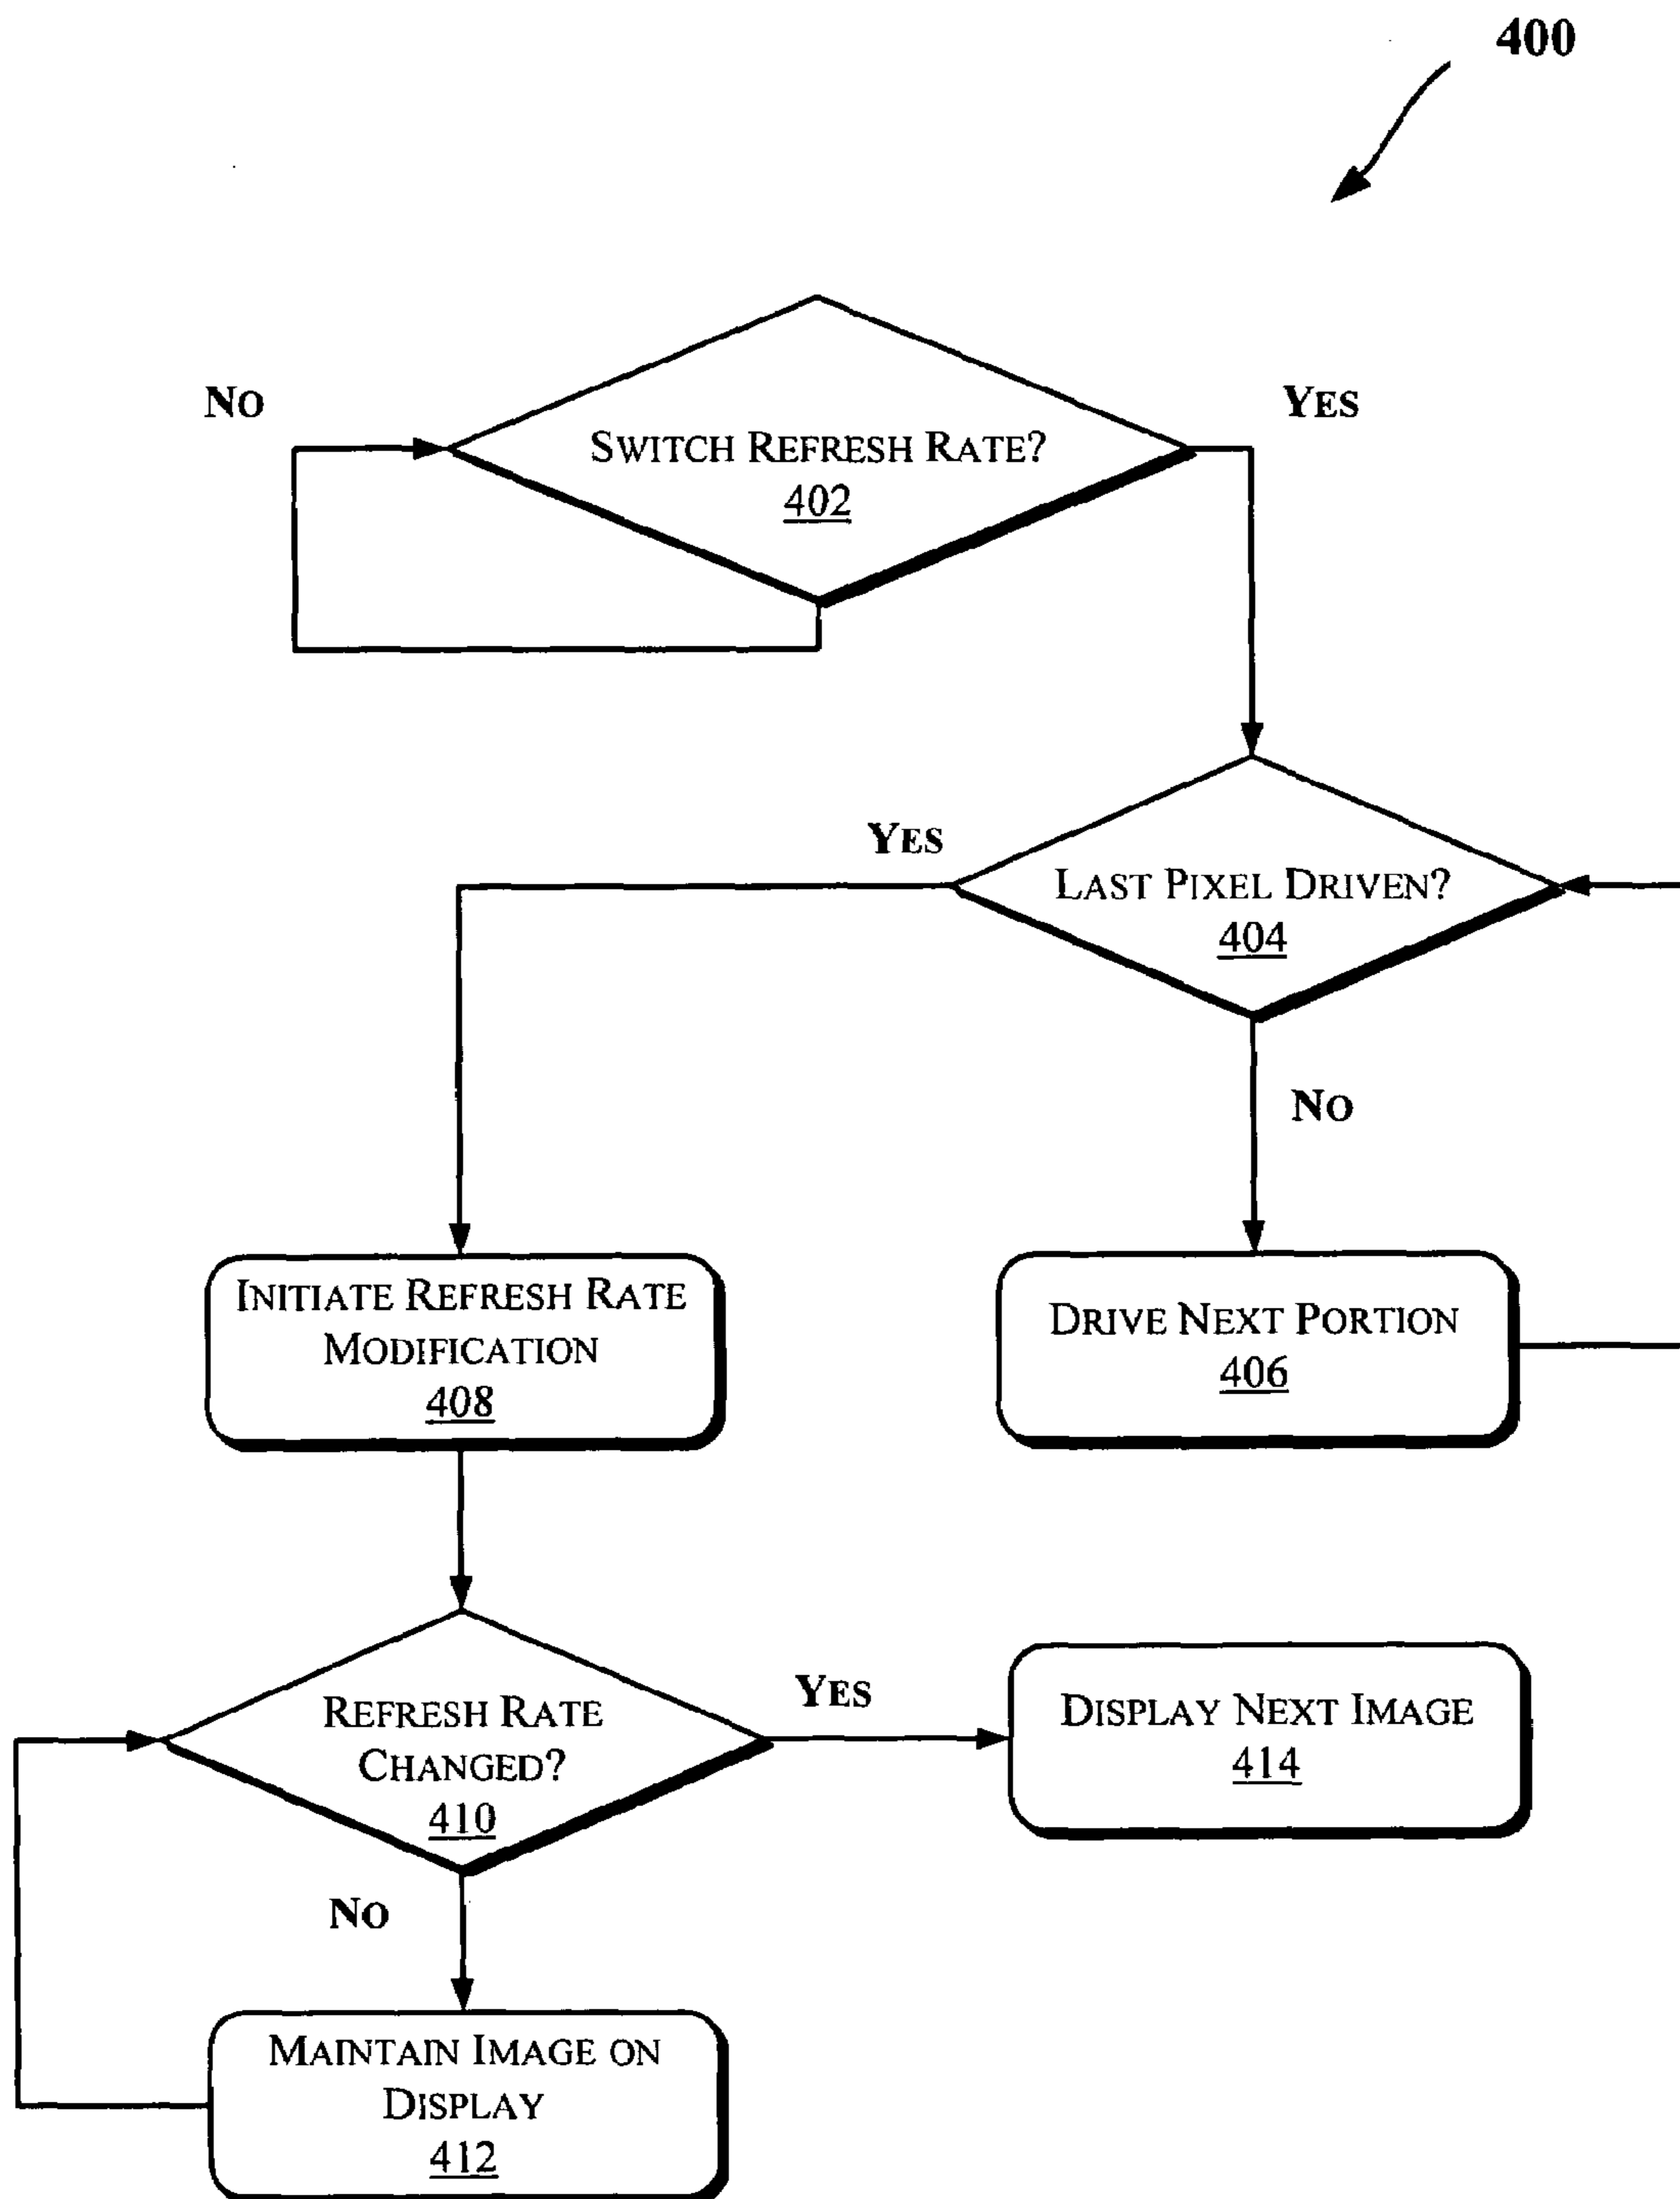 400
NO
YES
SWITCH REFRESH RATE?
402
YES
LAST PIXEL DRIVEN?
404
NO
INITIATE REFRESH RATE
MODIFICATION
408
DRIVE NEXT PORTION
406
REFRESH RATE
CHANGED?
410
YES
DISPLAY NEXT IMAGE
414
NO
MAINTAIN IMAGE ON
DISPLAY
412